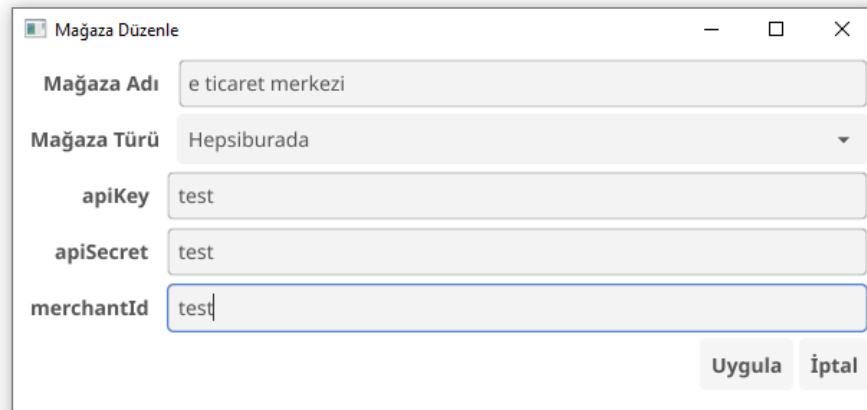 Mağaza Düzenle
Mağaza Adı e ticaret merkezi
Mağaza Türü Hepsiburada
apiKey test
apiSecret test
merchantId test
Uygula İptal